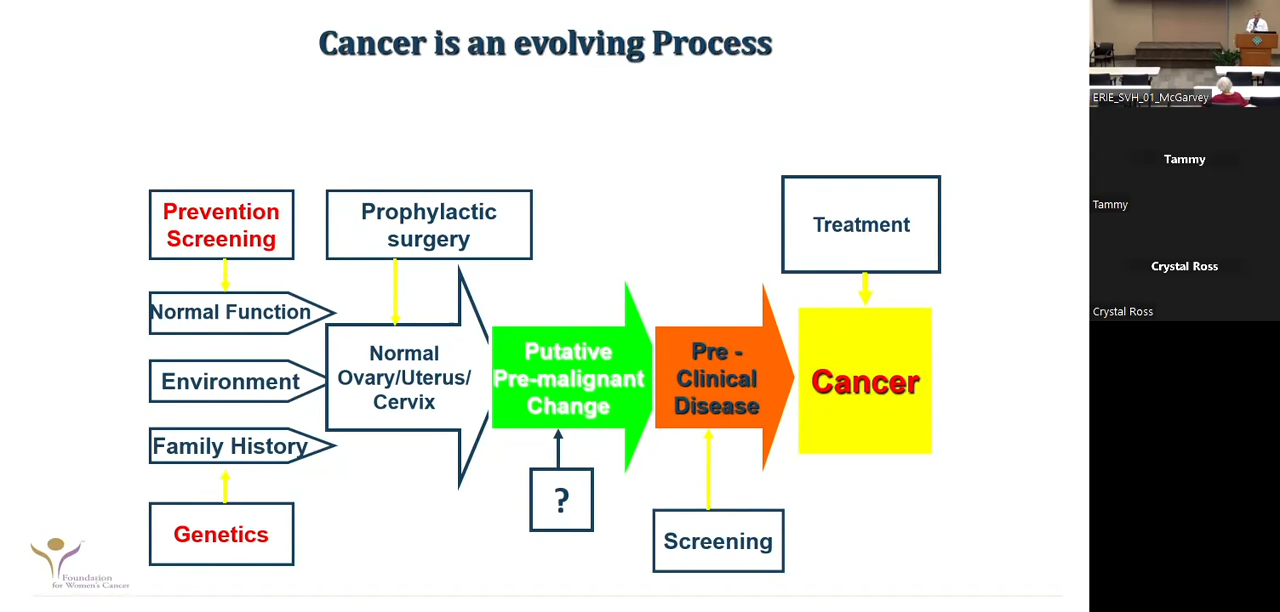 Cancer is an evolving Process
Prevention
Screening
Prophylactic
surgery
Treatment
Normal Function
Environment
Family History
Normal
Ovary/Uterus/
Cervix
Putative
Pre-malignant
Change
Pre -
Clinical
Disease
Cancer
?
Genetics
Screening
Foundation
for Women's Cancer
ERIE_SVH_01_McGarvey
Tammy
Tammy
Crystal Ross
Crystal Ross